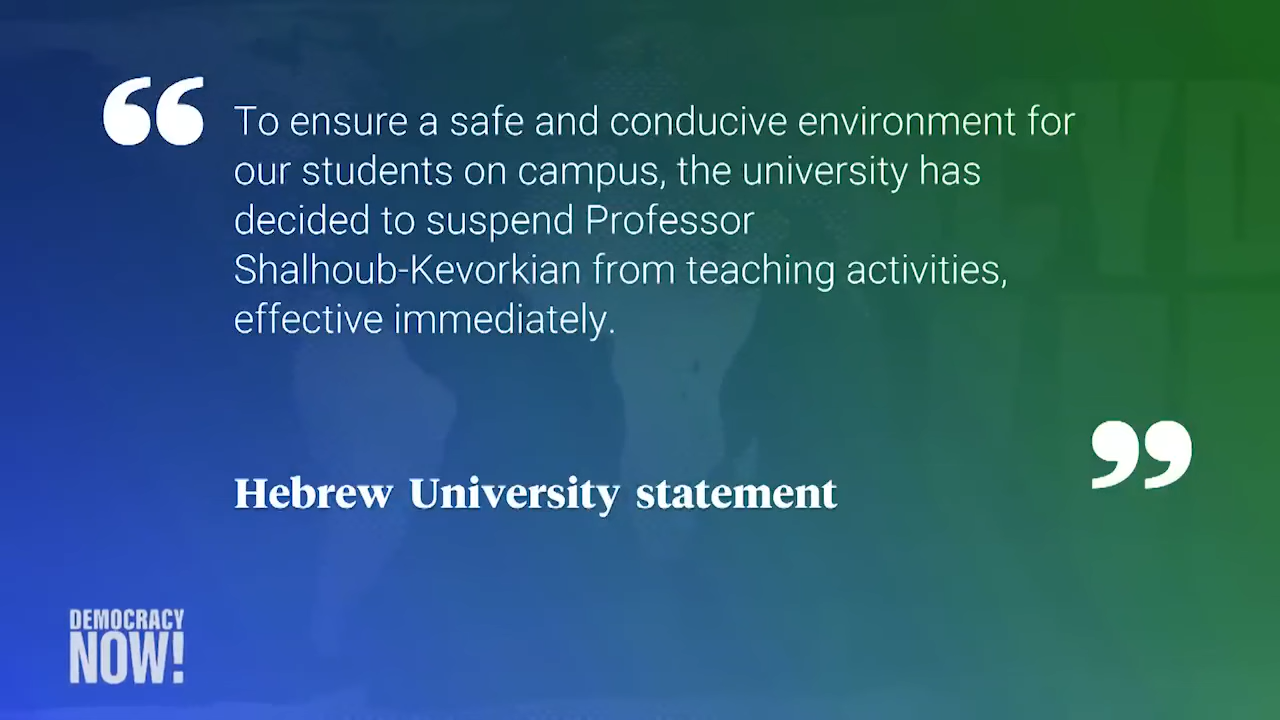 “ To ensure a safe and conducive environment for
our students on campus, the university has
decided to suspend Professor
Shalhoub-Kevorkian from teaching activities,
effective immediately.
”
Hebrew University statement
DEMOCRACY
NOW!